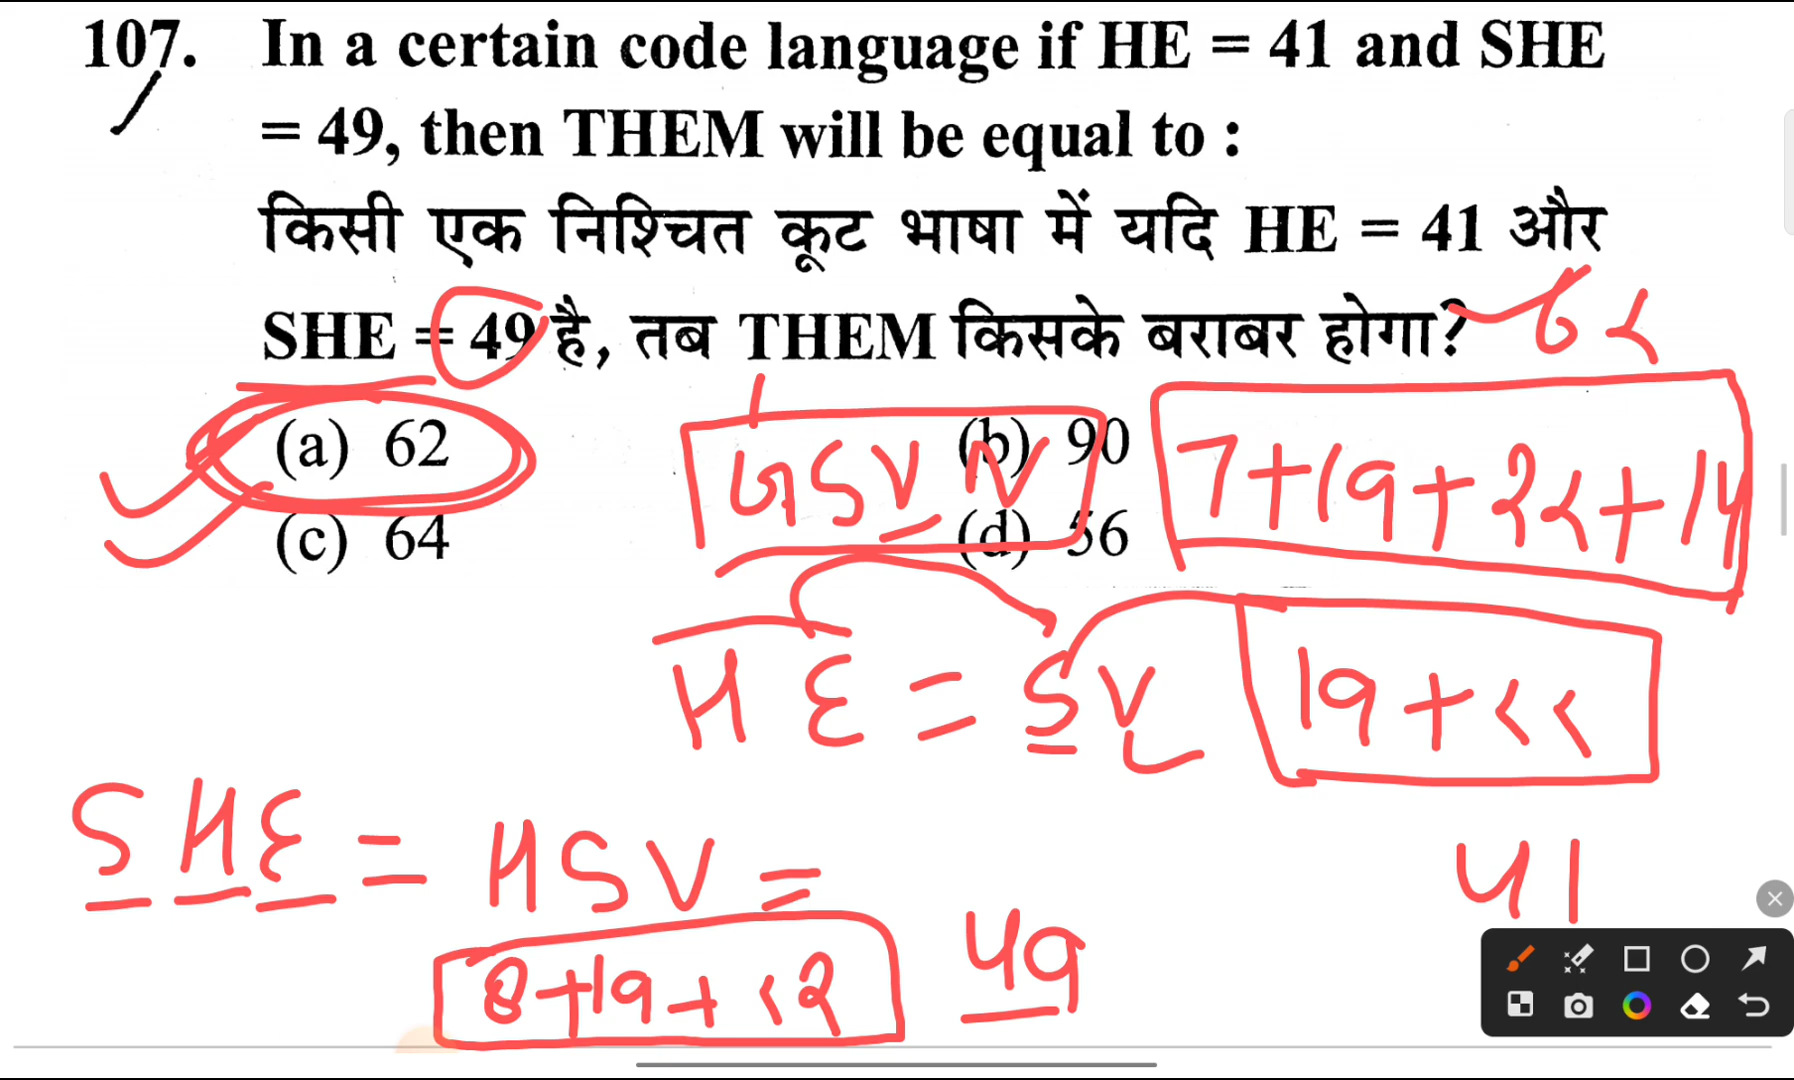 107. In a certain code language if HE = 41 and SHE
= 49, then THEM will be equal to :
किसी एक निश्चित कूट भाषा में यदि HE = 41 और
SHE = 49 है, तब THEM किसके बराबर होगा?
62
(a) 62 (b) 90
GSVN 7+19+22+14
(c) 64 (d) 56
HE = SV 19+22
SHE = HSV =
41
8+19+22 49